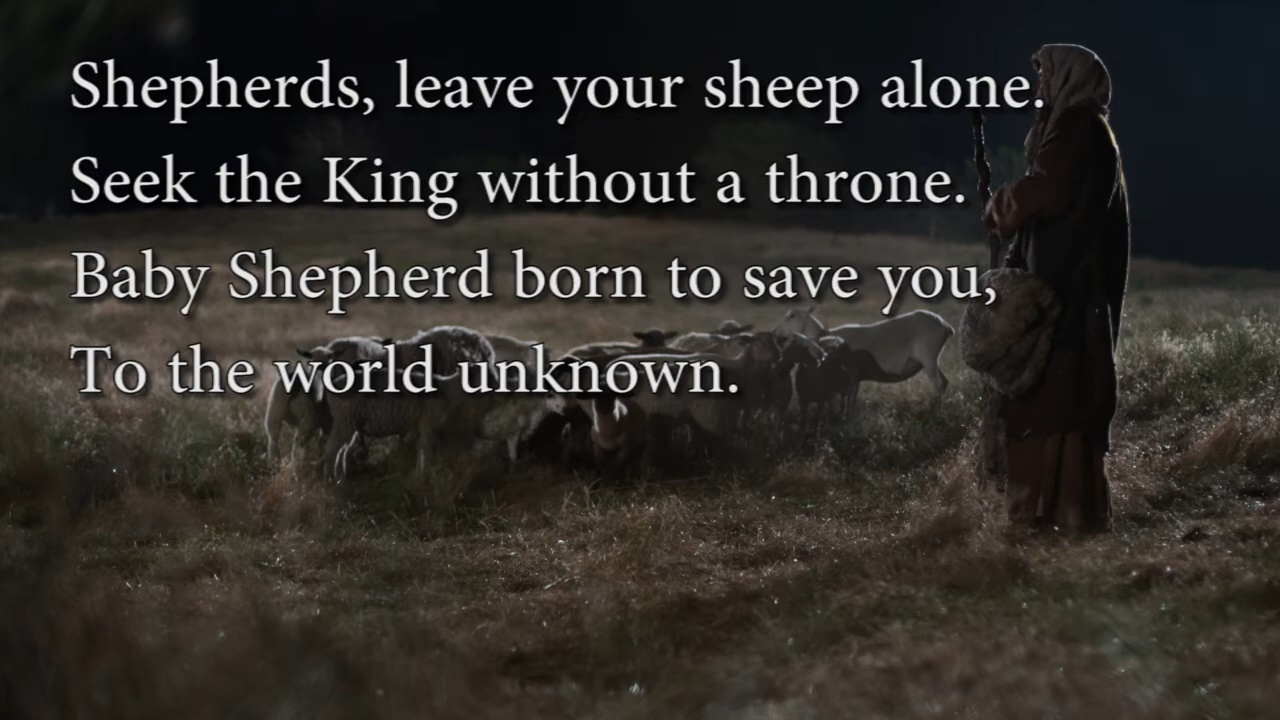 Shepherds, leave your sheep alone.
Seek the King without a throne.
Baby Shepherd born to save you,
To the world unknown.